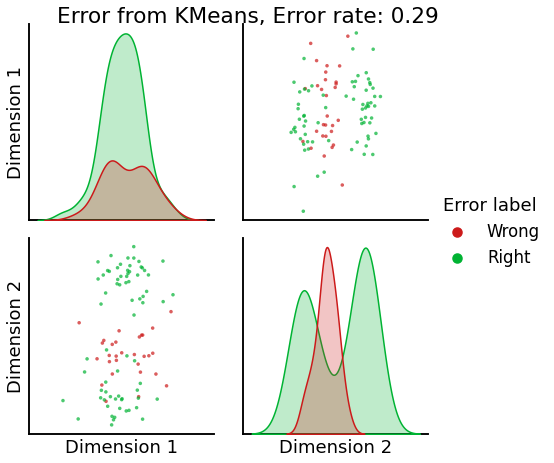 Error from KMeans, Error rate: 0.29
Dimension 1
Error label
Wrong
Right
Dimension 2
Dimension 1
Dimension 2